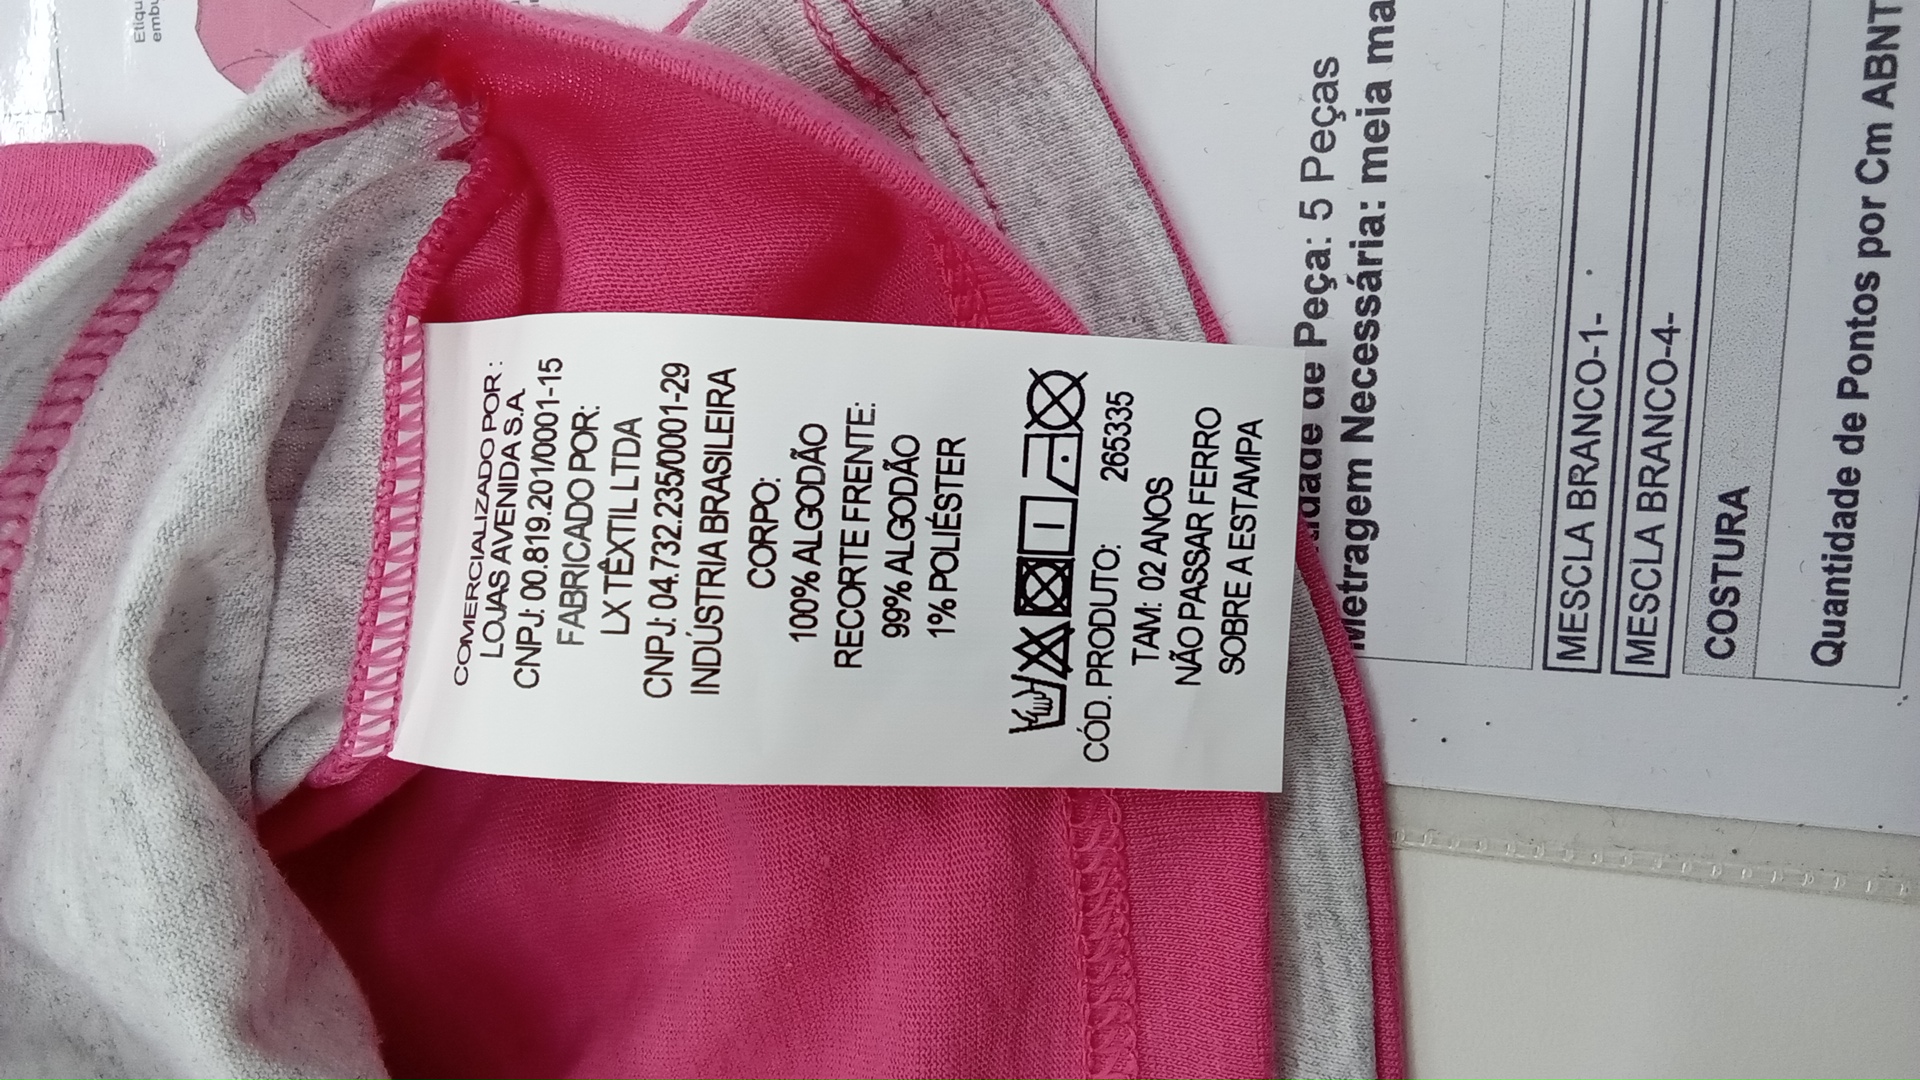 COMERCIALIZADO POR :
LOJAS AVENIDA S.A
CNPJ: 00.819.201/0001-15
FABRICADO POR:
LX TÊXTIL LTDA
CNPJ: 04.732.235/0001-29
INDÚSTRIA BRASILEIRA
CORPO:
100% ALGODÃO
RECORTE FRENTE:
99% ALGODÃO
1% POLIÉSTER
CÓD. PRODUTO: 265335
TAM: 02 ANOS
NÃO PASSAR FERRO
SOBRE A ESTAMPA
de Peça: 5 Peças
Metragem Necessária: meia
MESCLA BRANCO-1-
MESCLA BRANCO-4-
COSTURA
Quantidade de Pontos por Cm ABNT